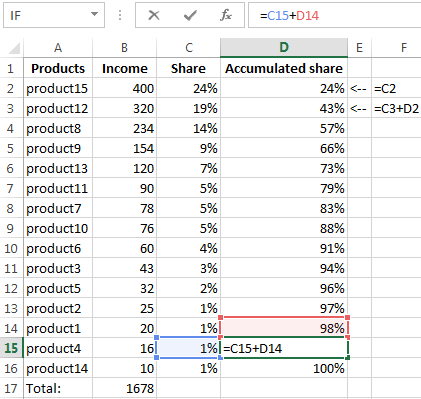 IF =C15+D14
A B C D E F
1 Products Income Share Accumulated share
2 product15 400 24% 24% <-- =C2
3 product12 320 19% 43% <-- =C3+D2
4 product8 234 14% 57%
5 product9 154 9% 66%
6 product13 120 7% 73%
7 product11 90 5% 79%
8 product7 78 5% 83%
9 product10 76 5% 88%
10 product6 60 4% 91%
11 product3 43 3% 94%
12 product5 32 2% 96%
13 product2 25 1% 97%
14 product1 20 1% 98%
15 product4 16 1% =C15+D14
16 product14 10 1% 100%
17 Total: 1678